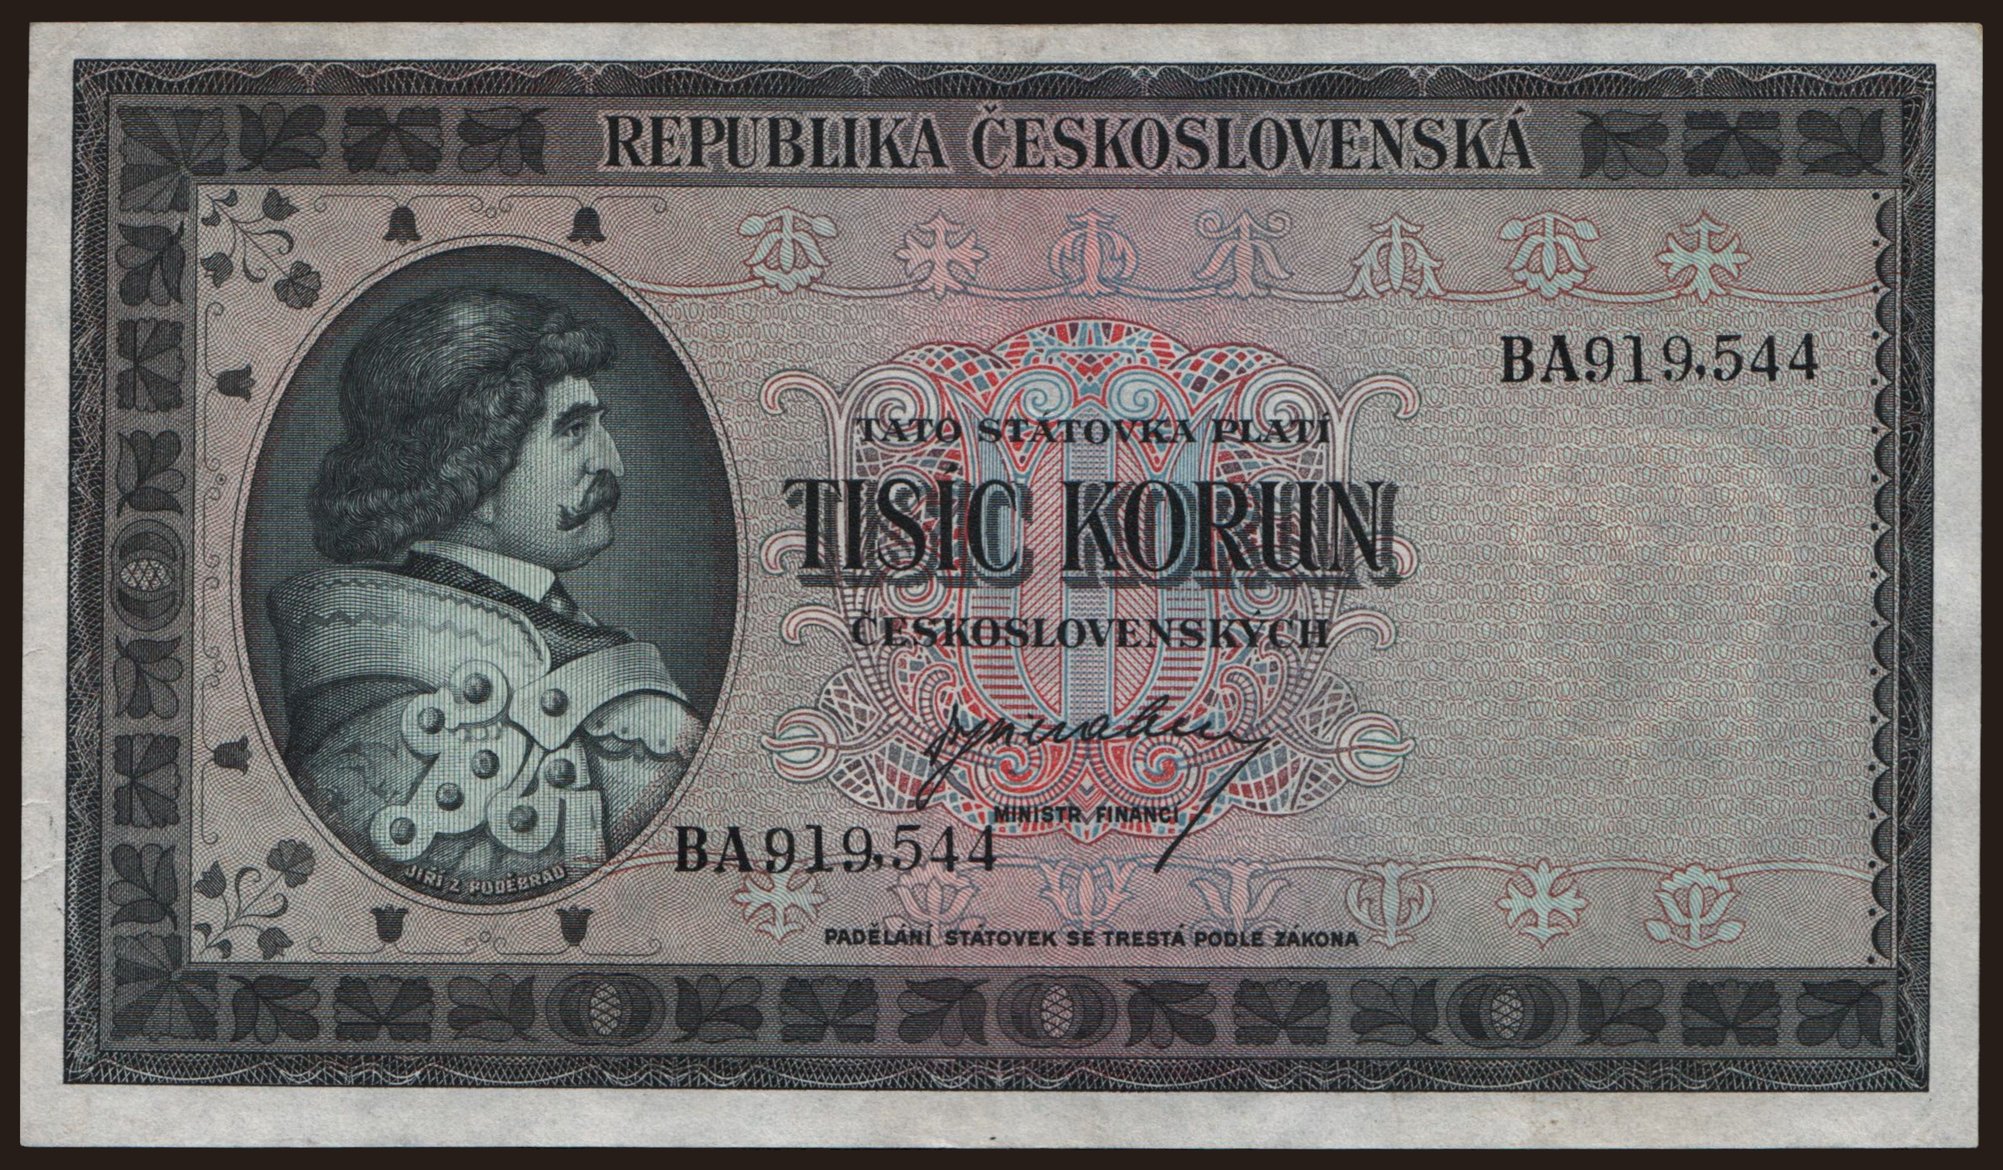 REPUBLIKA ČESKOSLOVENSKÁ
BA919,544
TATO STÁTOVKA PLATÍ
TISÍC KORUN
ČESKOSLOVENSKÝCH
MINISTR FINANCÍ
BA919,544
JIŘÍ Z PODĚBRAD
PADĚLÁNÍ STÁTOVEK SE TRESTÁ PODLE ZÁKONA